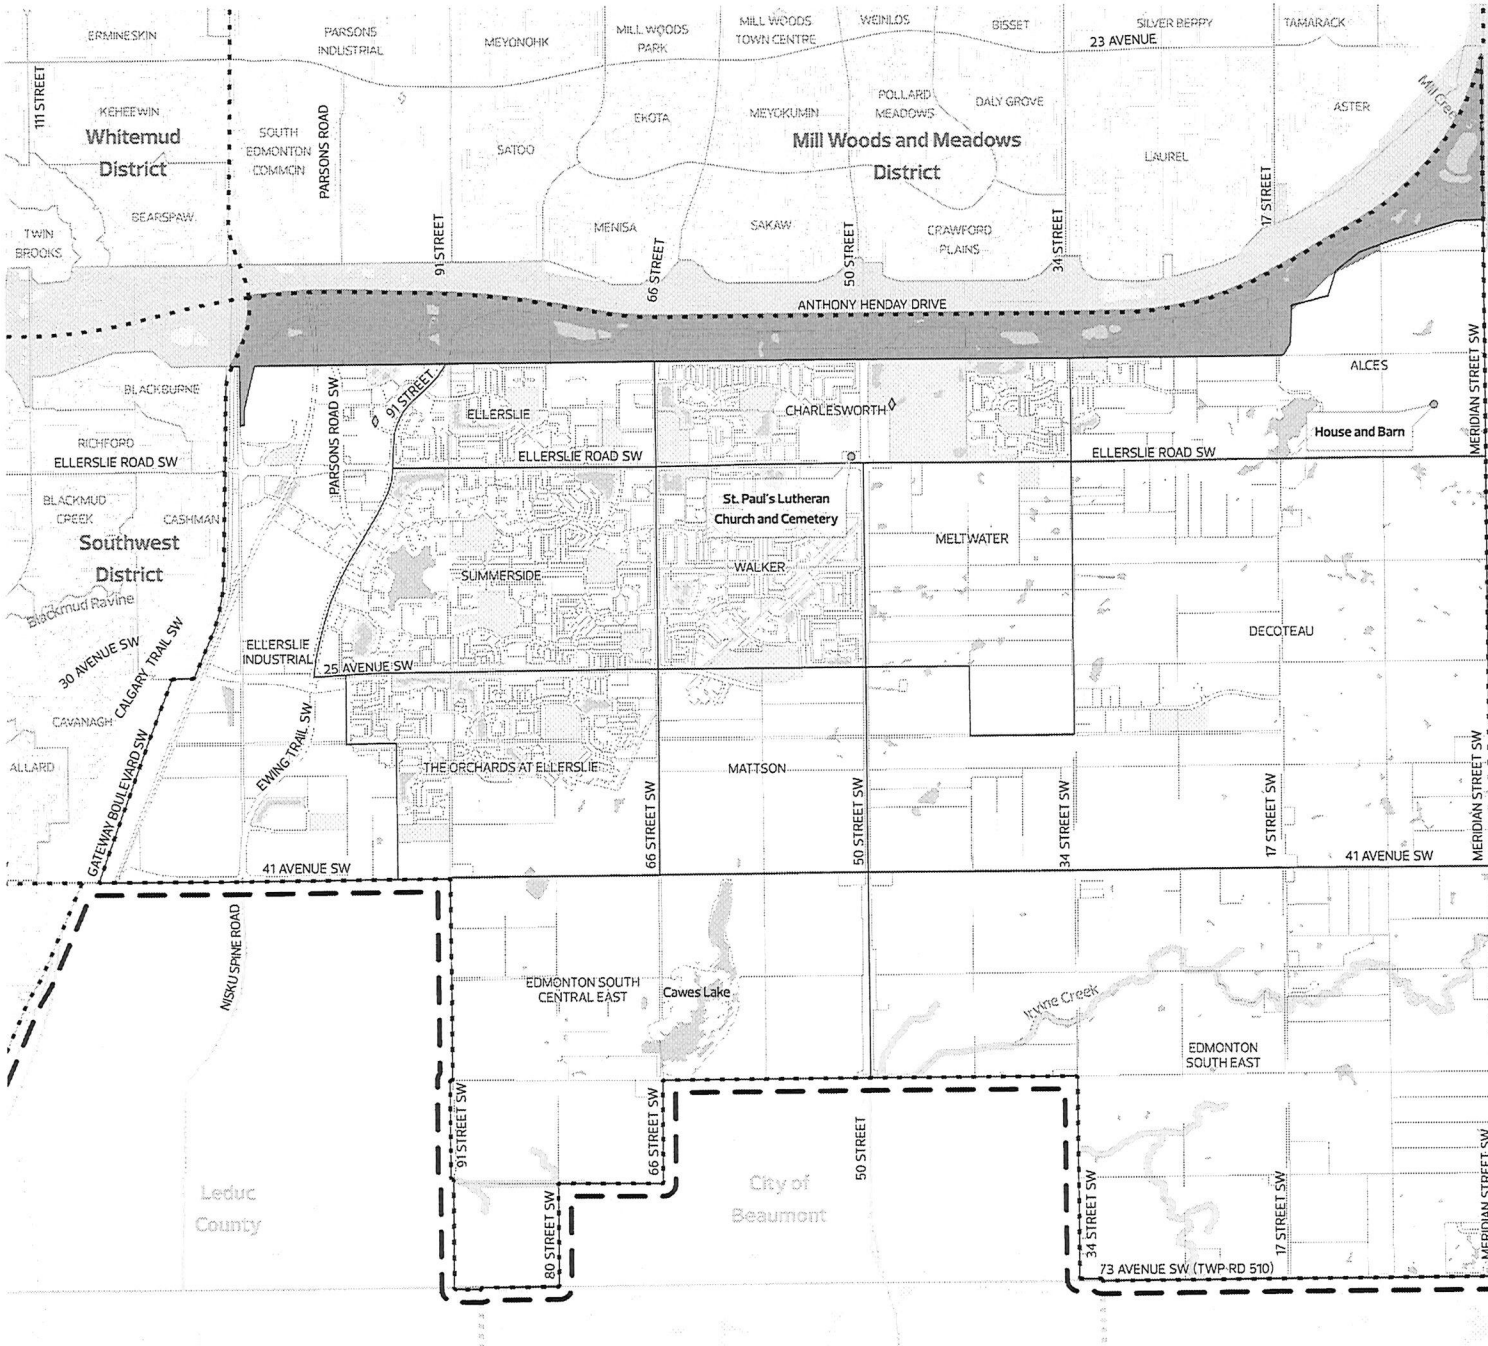 ERMINESKIN
PARSONS
INDUSTRIAL
MEYONOHK
MILL WOODS
PARK
MILL WOODS
TOWN CENTRE
WEINLOS
BISSET
SILVER BERRY
TAMARACK
23 AVENUE
111 STREET
KEHEEWIN
Whitemud
District
SOUTH
EDMONTON
COMMON
PARSONS ROAD
SATOO
EKOTA
MEYOKUMIN
POLLARD
MEADOWS
DALY GROVE
Mill Woods and Meadows
District
LAUREL
ASTER
Mill Creek
BEARSPAW
TWIN
BROOKS
91 STREET
MENISA
66 STREET
SAKAW
50 STREET
CRAWFORD
PLAINS
34 STREET
17 STREET
ANTHONY HENDAY DRIVE
MERIDIAN STREET SW
ALCES
BLACKBURNE
PARSONS ROAD SW
91 STREET
ELLERSLIE
CHARLESWORTH
House and Barn
RICHFORD
ELLERSLIE ROAD SW
ELLERSLIE ROAD SW
ELLERSLIE ROAD SW
BLACKMUD
CREEK
CASHMAN
Southwest
District
Blackmud Ravine
St. Paul's Lutheran
Church and Cemetery
MELTWATER
SUMMERSIDE
WALKER
DECOTEAU
30 AVENUE SW
CALGARY TRAIL SW
ELLERSLIE
INDUSTRIAL
25 AVENUE SW
CAVANAGH
ALLARD
GATEWAY BOULEVARD SW
EWING TRAIL SW
THE ORCHARDS AT ELLERSLIE
MATTSON
66 STREET SW
50 STREET SW
34 STREET SW
17 STREET SW
MERIDIAN STREET SW
41 AVENUE SW
41 AVENUE SW
NISKU SPINE ROAD
EDMONTON SOUTH
CENTRAL EAST
Cawes Lake
Irvine Creek
EDMONTON
SOUTH EAST
91 STREET SW
66 STREET SW
50 STREET
Leduc
County
City of
Beaumont
80 STREET SW
34 STREET SW
17 STREET SW
MERIDIAN STREET SW
73 AVENUE SW (TWP RD 510)